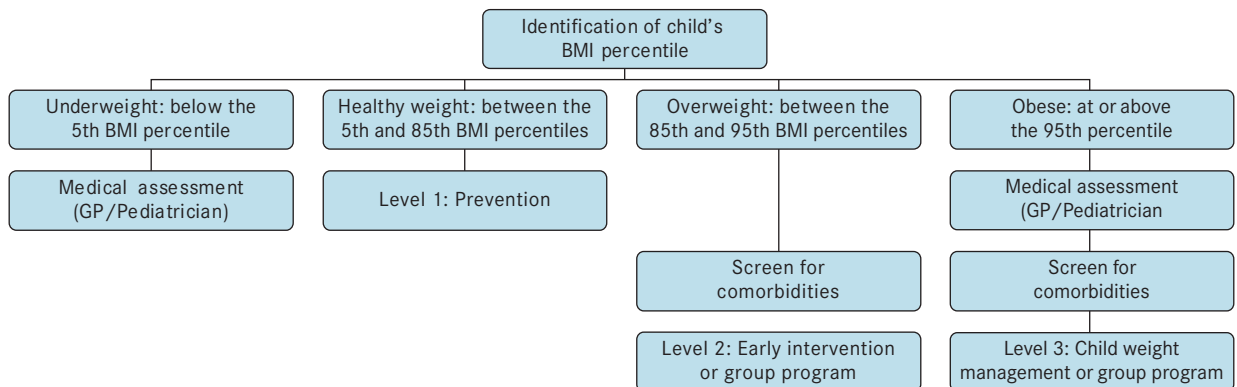 Identification of child's
BMI percentile
Underweight: below the
5th BMI percentile
Healthy weight: between the
5th and 85th BMI percentiles
Overweight: between the
85th and 95th BMI percentiles
Obese: at or above
the 95th percentile
Medical assessment
(GP/Pediatrician)
Level 1: Prevention
Medical assessment
(GP/Pediatrician
Screen for
comorbidities
Screen for
comorbidities
Level 2: Early intervention
or group program
Level 3: Child weight
management or group program